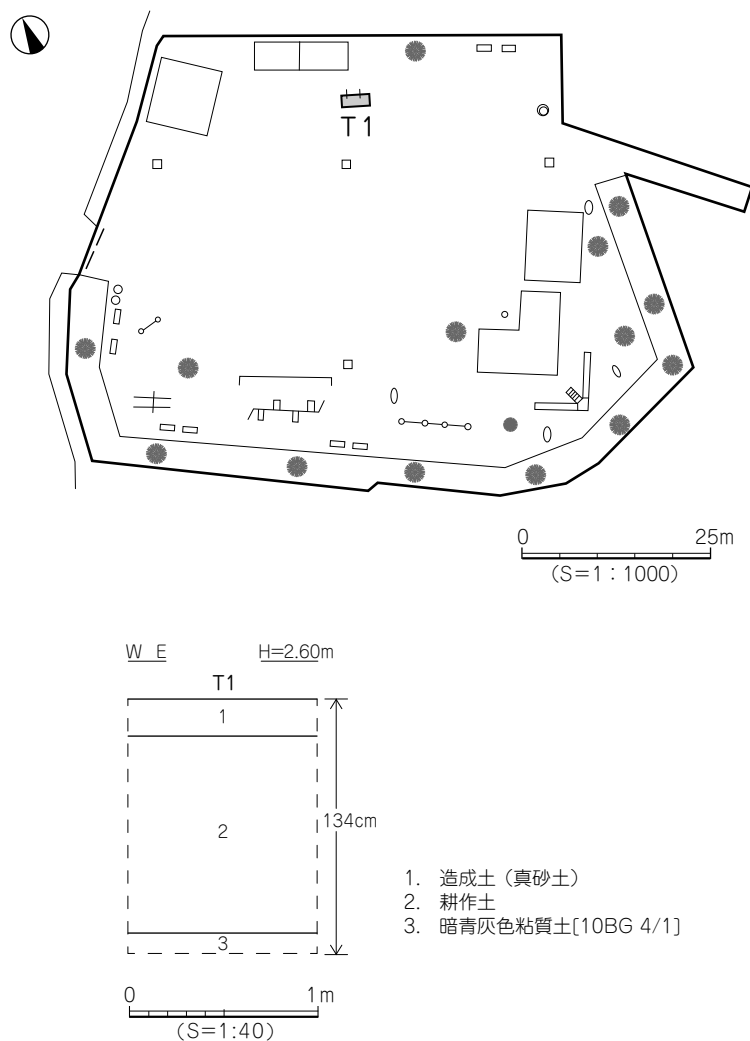 T1
0 25m
(S=1:1000)
W E H=2.60m
T1
1
134cm
2
3
1. 造成土（真砂土）
2. 耕作土
3. 暗青灰色粘質土[10BG 4/1]
0 1m
(S=1:40)